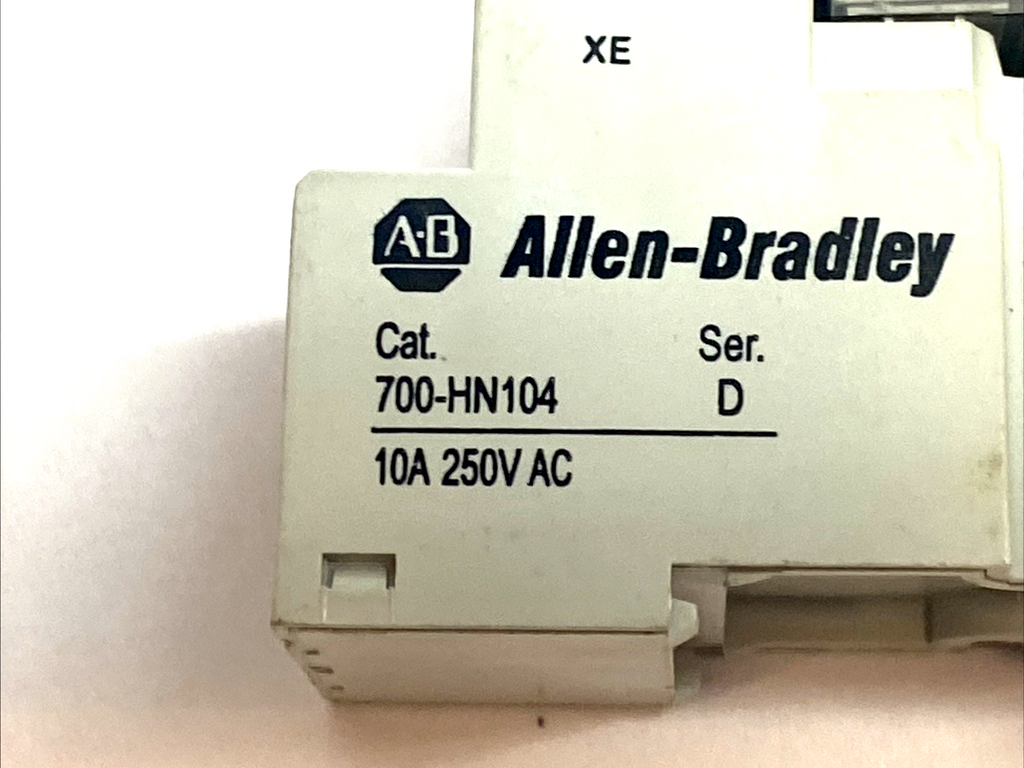 XE
A-B Allen-Bradley
Cat. Ser.
700-HN104 D
10A 250V AC